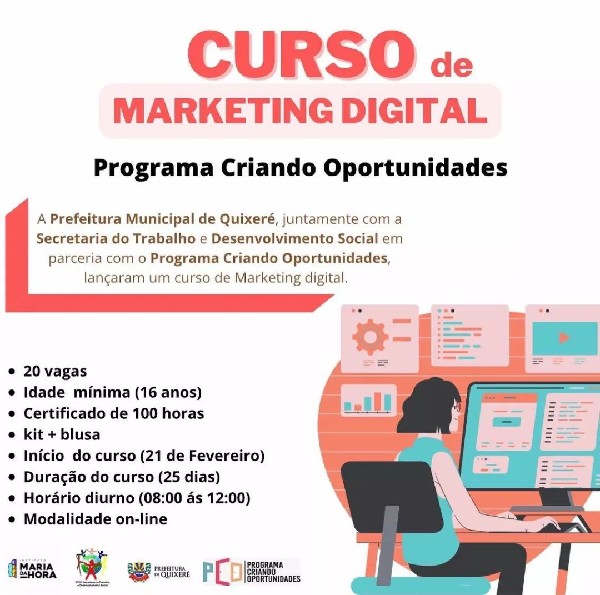 CURSO de
MARKETING DIGITAL
Programa Criando Oportunidades
A Prefeitura Municipal de Quixeré, juntamente com a
Secretaria do Trabalho e Desenvolvimento Social em
parceria com o Programa Criando Oportunidades,
lançaram um curso de Marketing digital.
• 20 vagas
• Idade mínima (16 anos)
• Certificado de 100 horas
• kit + blusa
• Início do curso (21 de Fevereiro)
• Duração do curso (25 dias)
• Horário diurno (08:00 ás 12:00)
• Modalidade on-line
INSTITUTO
MARIA
DA HORA
PREFEITURA DE
QUIXERÉ
PCO PROGRAMA
CRIANDO
OPORTUNIDADES